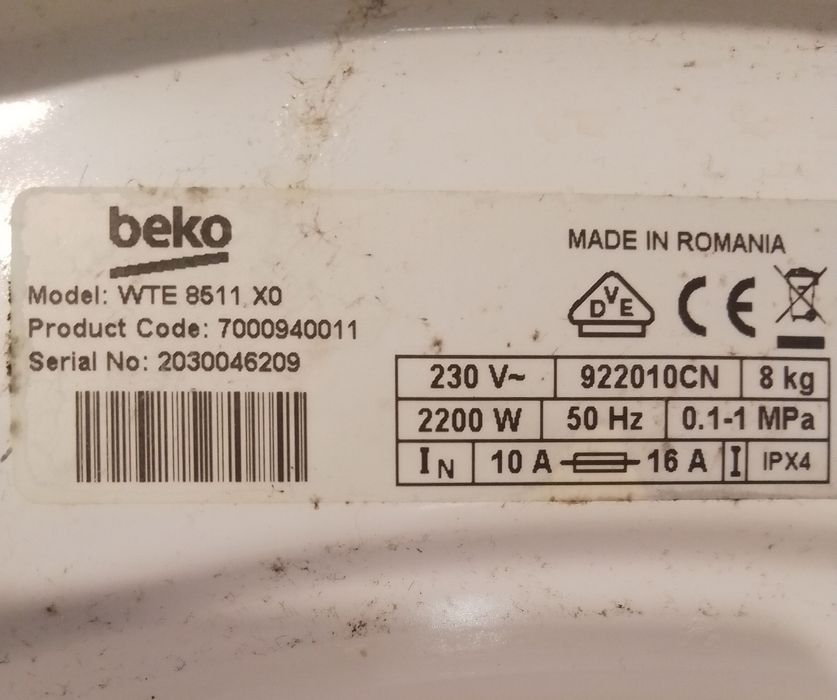 beko
Model: WTE 8511 X0
Product Code: 7000940011
Serial No: 2030046209
MADE IN ROMANIA
DVE
CE
230 V~ 922010CN 8 kg
2200 W 50 Hz 0.1-1 MPa
IN 10 A 16 A I IPX4